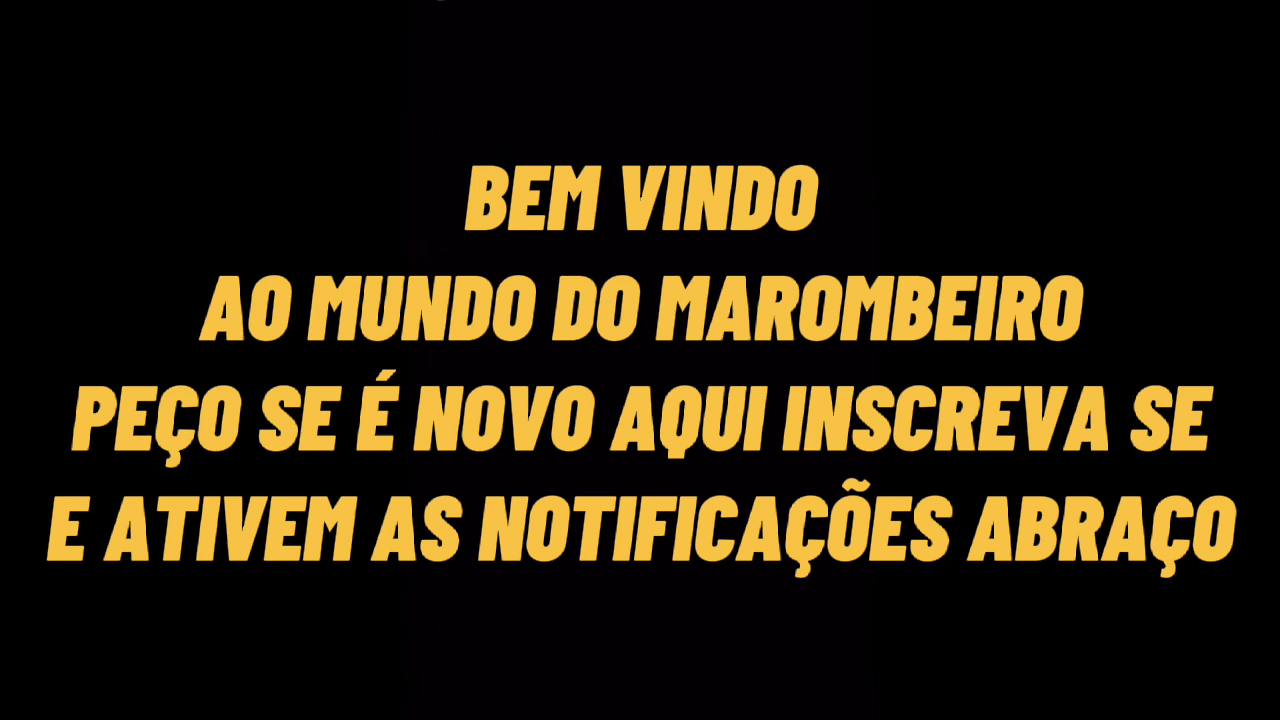 BEM VINDO
AO MUNDO DO MAROMBEIRO
PEÇO SE É NOVO AQUI INSCREVA SE
E ATIVEM AS NOTIFICAÇÕES ABRAÇO